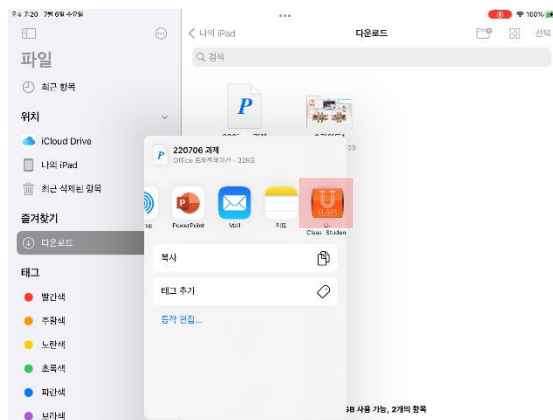 오후 7:20 7월 6일 수요일
100%
나의 iPad
다운로드
선택
파일
검색
최근 항목
위치
iCloud Drive
나의 iPad
최근 삭제된 항목
즐겨찾기
다운로드
태그
빨간색
주황색
노란색
초록색
파란색
보라색
P
220706 과제
Office 프레젠테이션 · 32KB
PowerPoint
Mail
메모
U CLASS
U-
Class_Studen
복사
태그 추가
동작 편집...
GB 사용 가능, 2개의 항목